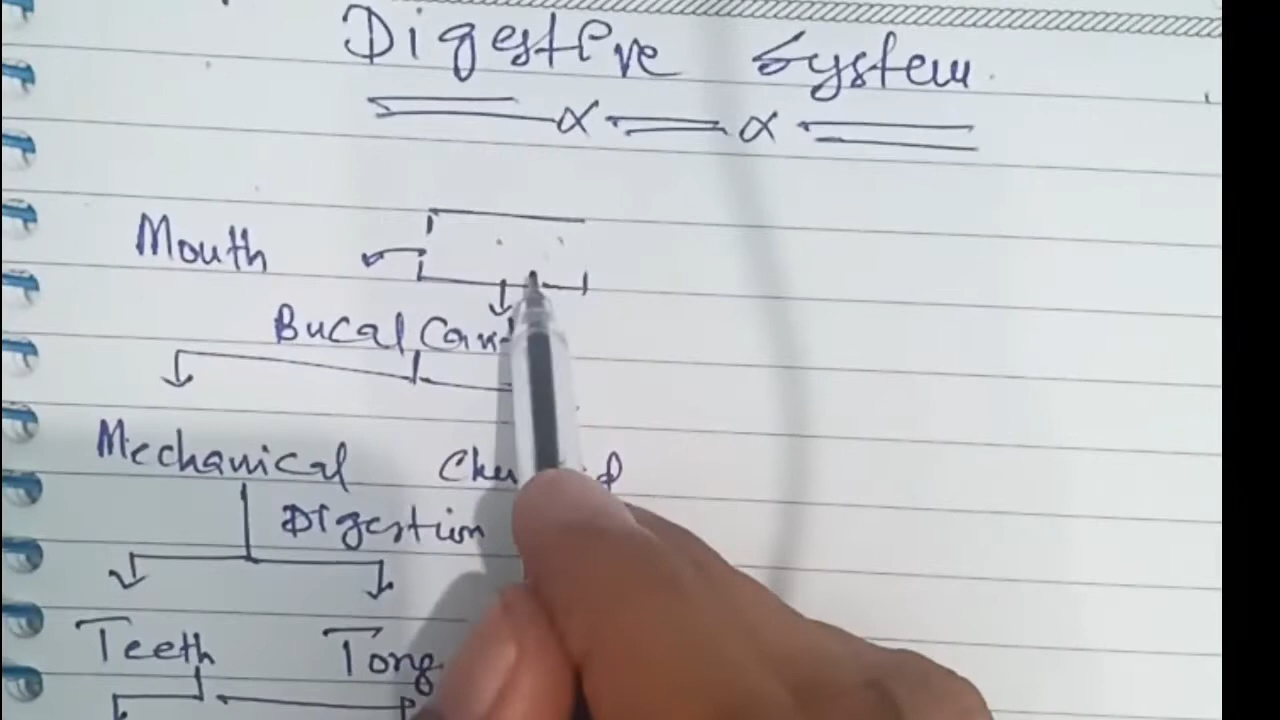 Digestive System
Mouth
Bucal
Mechanical
Digestion
Teeth